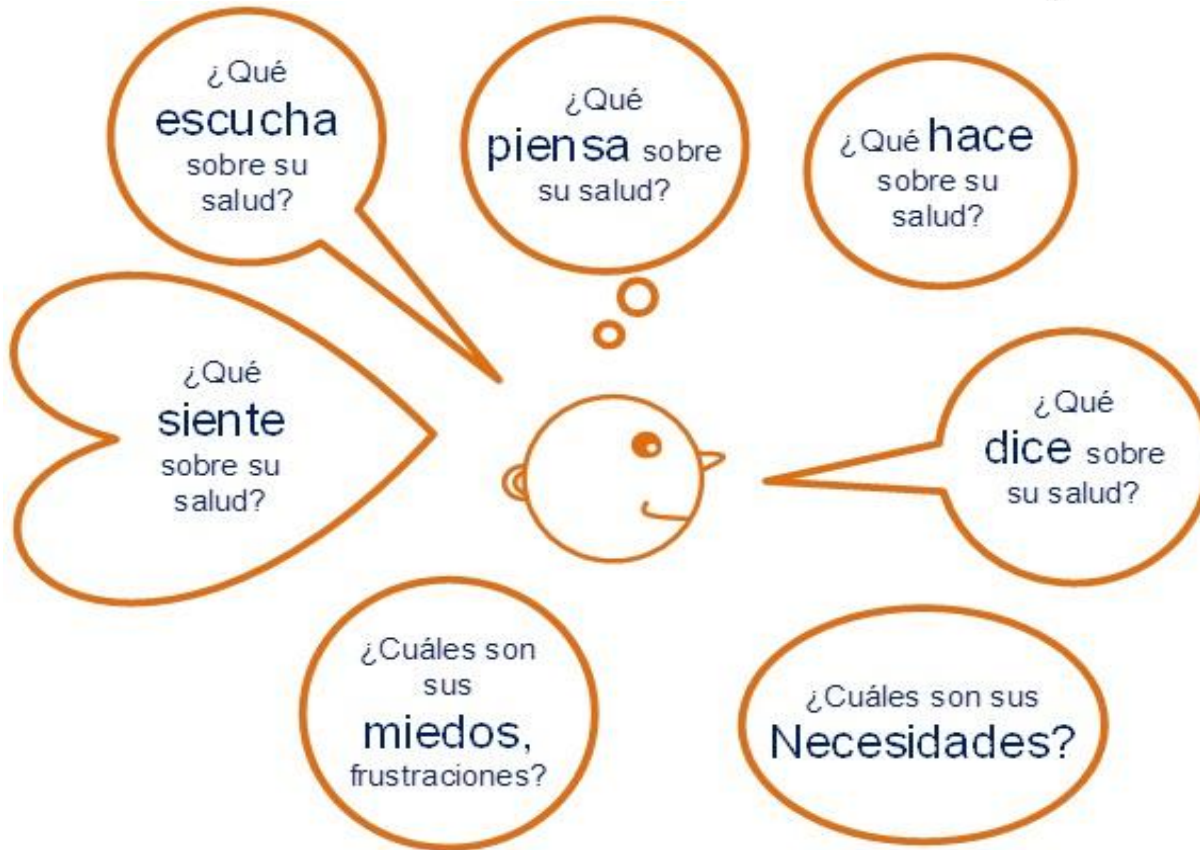 ¿Qué
escucha
sobre su
salud?
¿Qué
piensa sobre
su salud?
¿Qué hace
sobre su
salud?
¿Qué
siente
sobre su
salud?
¿Qué
dice sobre
su salud?
¿Cuáles son
sus
miedos,
frustraciones?
¿Cuáles son sus
Necesidades?